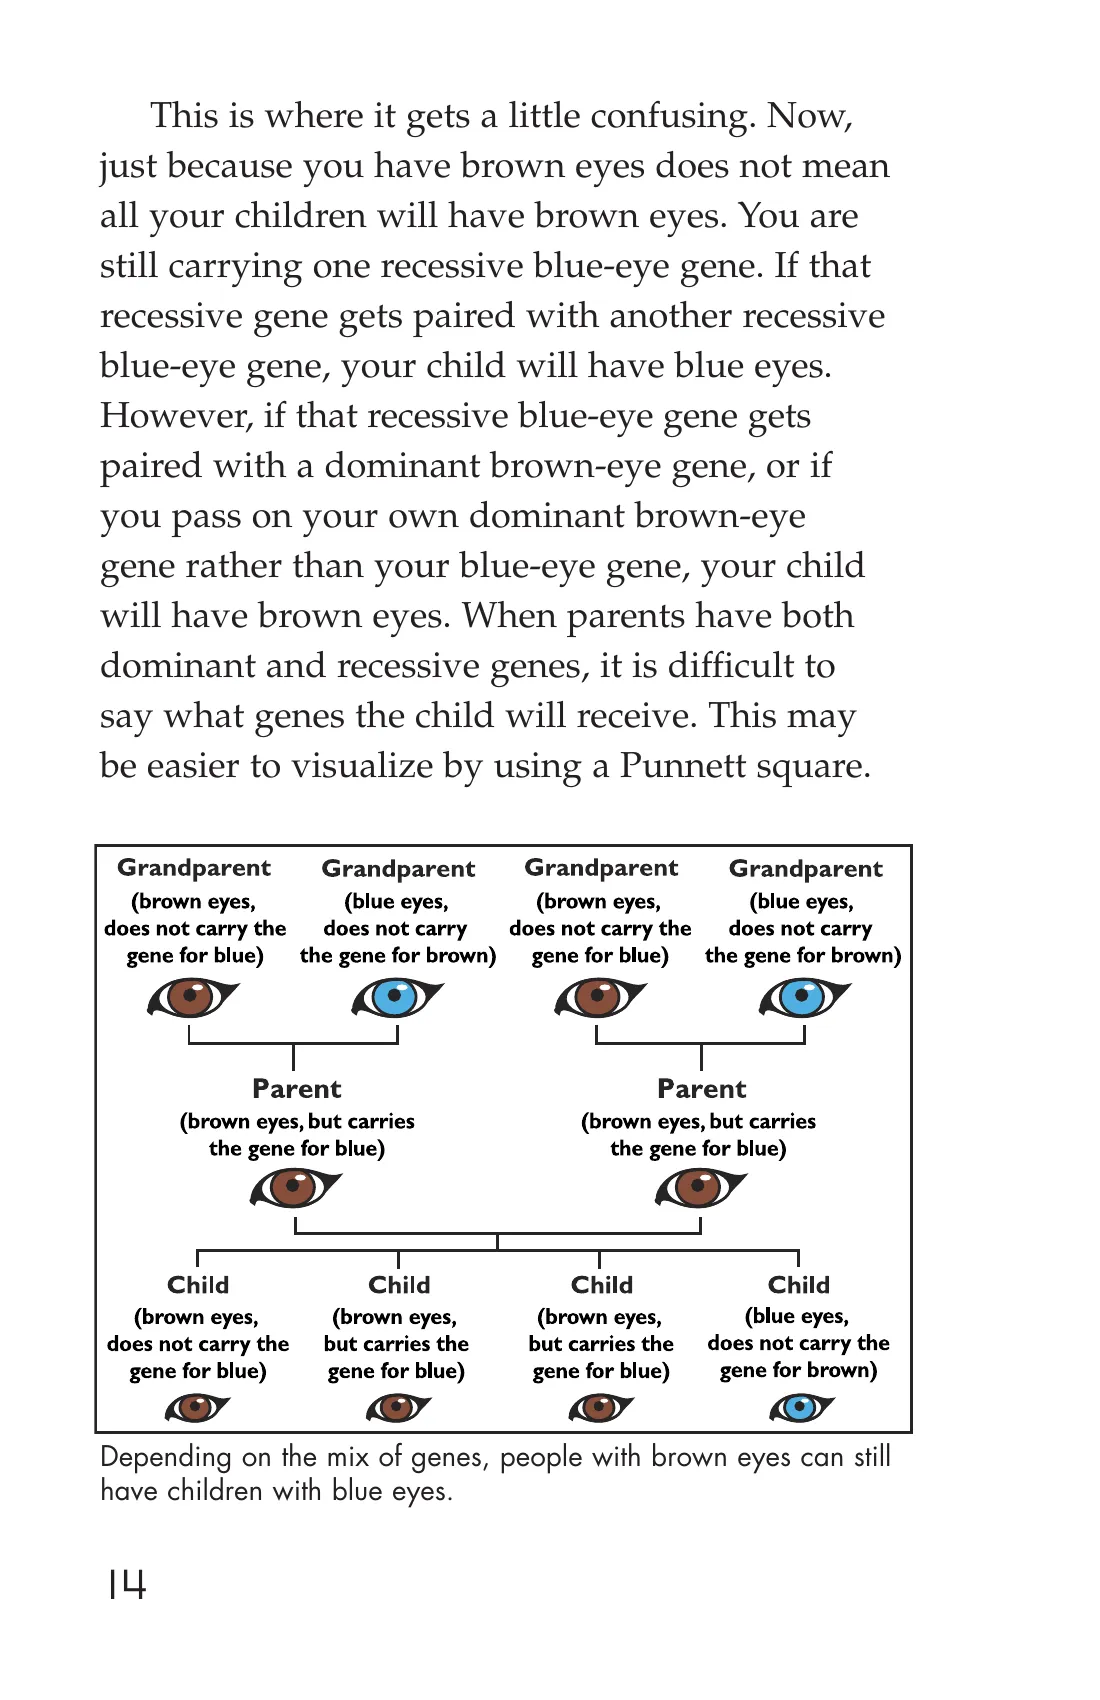 This is where it gets a little confusing. Now,
just because you have brown eyes does not mean
all your children will have brown eyes. You are
still carrying one recessive blue-eye gene. If that
recessive gene gets paired with another recessive
blue-eye gene, your child will have blue eyes.
However, if that recessive blue-eye gene gets
paired with a dominant brown-eye gene, or if
you pass on your own dominant brown-eye
gene rather than your blue-eye gene, your child
will have brown eyes. When parents have both
dominant and recessive genes, it is difficult to
say what genes the child will receive. This may
be easier to visualize by using a Punnett square.
Grandparent
(brown eyes,
does not carry the
gene for blue)
Grandparent
(blue eyes,
does not carry
the gene for brown)
Grandparent
(brown eyes,
does not carry the
gene for blue)
Grandparent
(blue eyes,
does not carry
the gene for brown)
Parent
(brown eyes, but carries
the gene for blue)
Parent
(brown eyes, but carries
the gene for blue)
Child
(brown eyes,
does not carry the
gene for blue)
Child
(brown eyes,
but carries the
gene for blue)
Child
(brown eyes,
but carries the
gene for blue)
Child
(blue eyes,
does not carry the
gene for brown)
Depending on the mix of genes, people with brown eyes can still
have children with blue eyes.
14